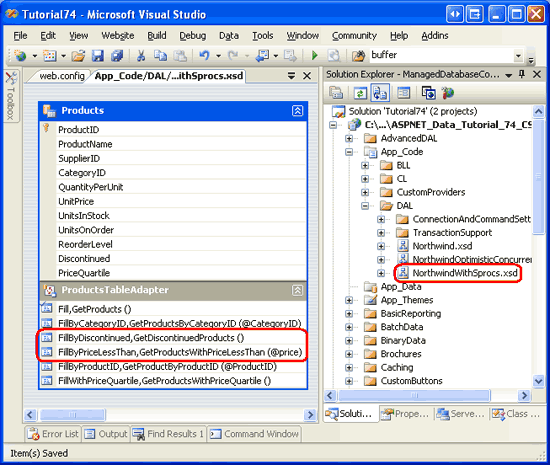 Tutorial74 - Microsoft Visual Studio
File Edit View Website Build Debug Data Tools Window Community Help Addins
Power Toys
buffer
Toolbox
web.config App_Code/DAL/...ithSprocs.xsd
Products
ProductID
ProductName
SupplierID
CategoryID
QuantityPerUnit
UnitPrice
UnitsInStock
UnitsOnOrder
ReorderLevel
Discontinued
PriceQuartile
ProductsTableAdapter
Fill,GetProducts ()
FillByCategoryID,GetProductsByCategoryID (@CategoryID)
FillByDiscontinued,GetDiscontinuedProducts ()
FillByPriceLessThan,GetProductsWithPriceLessThan (@price)
FillByProductID,GetProductByProductID (@ProductID)
FillWithPriceQuartile,GetProductsWithPriceQuartile ()
Solution Explorer - ManagedDatabaseCo...
Solution 'Tutorial74' (2 projects)
C:\...\ASPNET_Data_Tutorial_74_CS
AdvancedDAL
App_Code
BLL
CL
CustomProviders
DAL
ConnectionAndCommandSett
TransactionSupport
Northwind.xsd
NorthwindOptimisticConcurren
NorthwindWithSprocs.xsd
App_Data
App_Themes
BasicReporting
BatchData
BinaryData
Brochures
Caching
CustomButtons
Soluti... Prope... Serve... Class ...
Error List Output Find Results 1 Command Window
Item(s) Saved